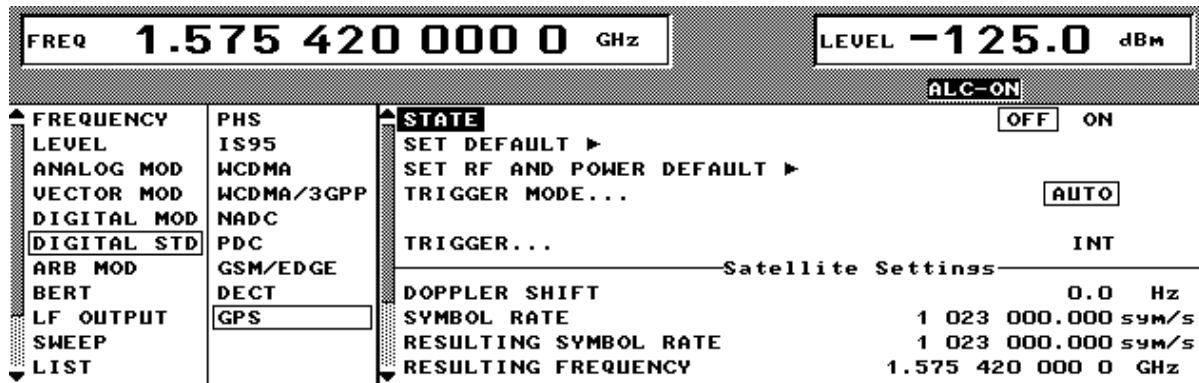 FREQ 1.575 420 000 0 GHz
LEVEL -125.0 dBm
ALC-ON
FREQUENCY
LEVEL
ANALOG MOD
VECTOR MOD
DIGITAL MOD
DIGITAL STD
ARB MOD
BERT
LF OUTPUT
SWEEP
LIST
PHS
IS95
WCDMA
WCDMA/3GPP
NADC
PDC
GSM/EDGE
DECT
GPS
STATE OFF ON
SET DEFAULT ►
SET RF AND POWER DEFAULT ►
TRIGGER MODE... AUTO
TRIGGER... INT
Satellite Settings
DOPPLER SHIFT 0.0 Hz
SYMBOL RATE 1 023 000.000 sym/s
RESULTING SYMBOL RATE 1 023 000.000 sym/s
RESULTING FREQUENCY 1.575 420 000 0 GHz